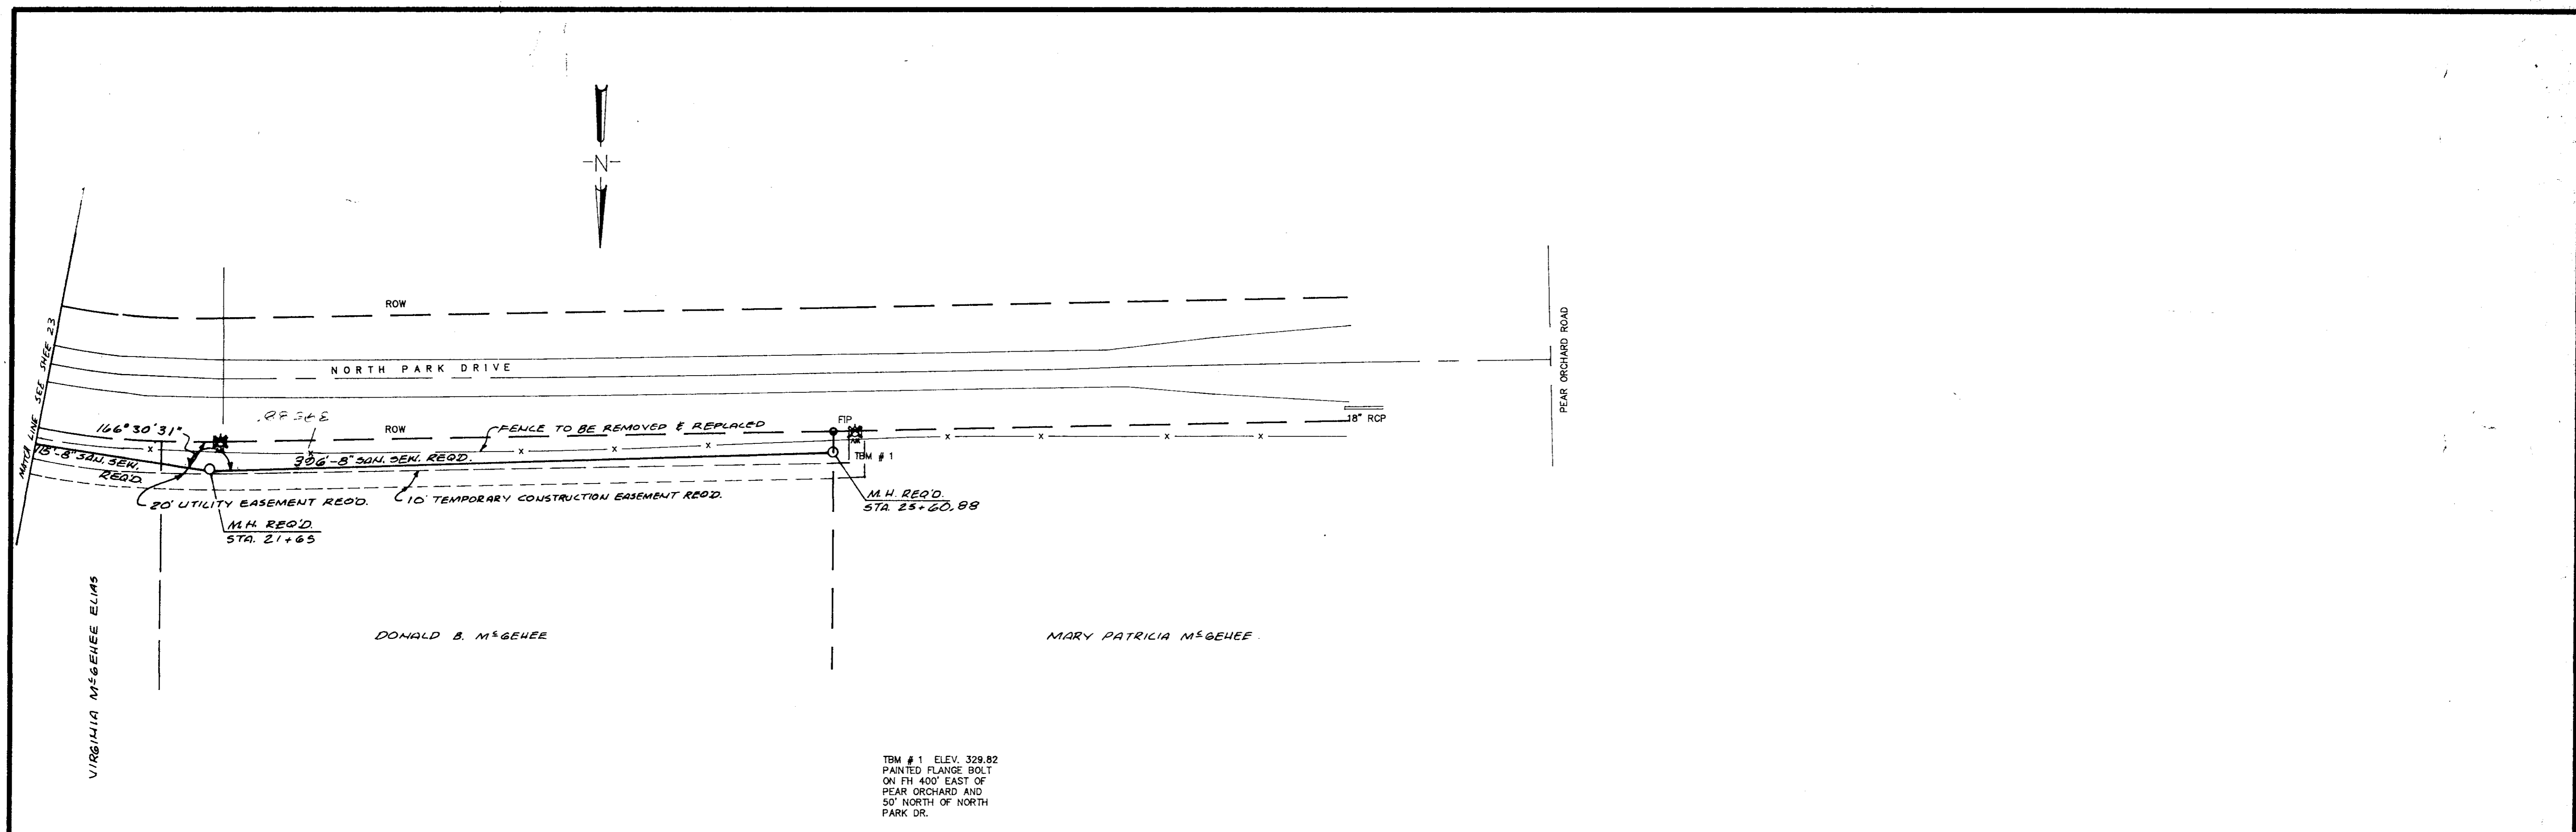 -N-
ROW
NORTH PARK DRIVE
PEAR ORCHARD ROAD
MATCH LINE SEE SHEE 23
166° 30' 31"
ROW
FENCE TO BE REMOVED & REPLACED
FIP
18" RCP
TBM # 1
15'-8" SAN. SEW.
REQ'D.
396'-8" SAN. SEW. REQD.
20' UTILITY EASEMENT REQ'D.
10' TEMPORARY CONSTRUCTION EASEMENT REQD.
M.H. REQ'D.
STA. 21+65
M.H. REQ'D.
STA. 25+60.88
VIRGINIA McGEHEE ELIAS
DONALD B. McGEHEE
MARY PATRICIA McGEHEE
TBM # 1 ELEV. 329.82
PAINTED FLANGE BOLT
ON FH 400' EAST OF
PEAR ORCHARD AND
50' NORTH OF NORTH
PARK DR.